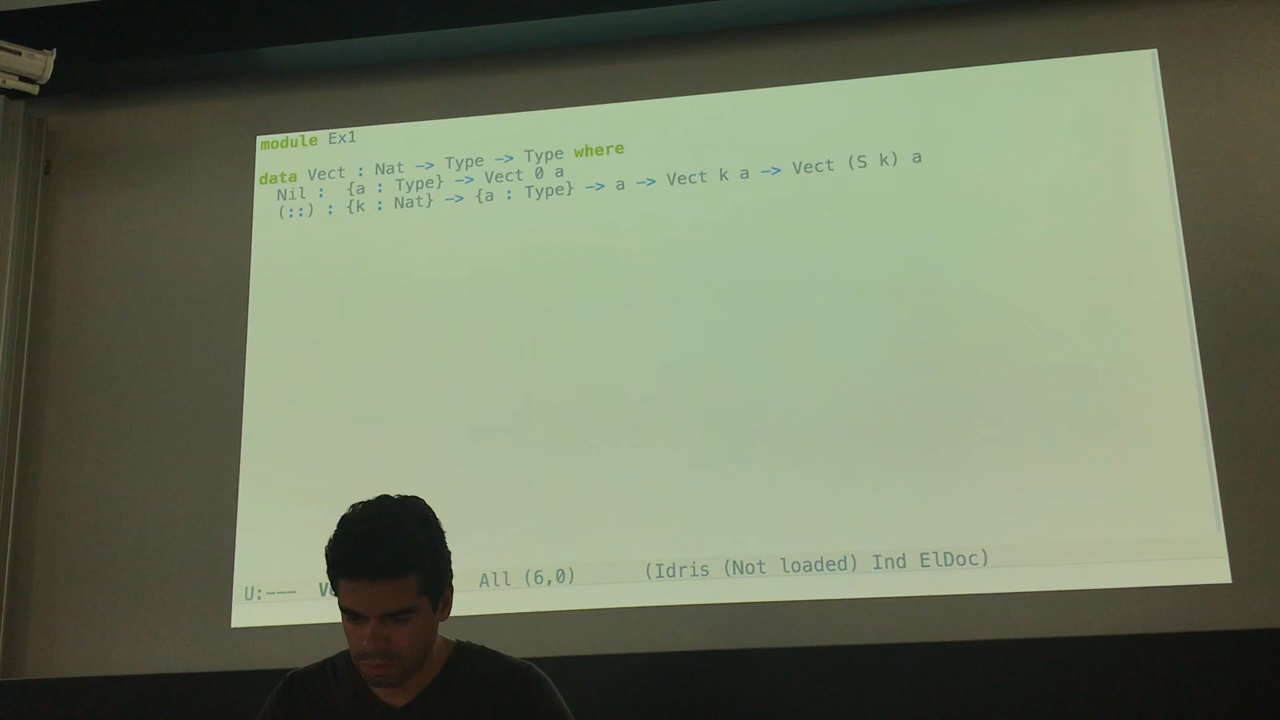 module Ex1
data Vect : Nat -> Type -> Type where
Nil :  {a : Type} -> Vect 0 a
(::) : {k : Nat} -> {a : Type} -> a -> Vect k a -> Vect (S k) a
U:--- All (6,0) (Idris (Not loaded) Ind ElDoc)